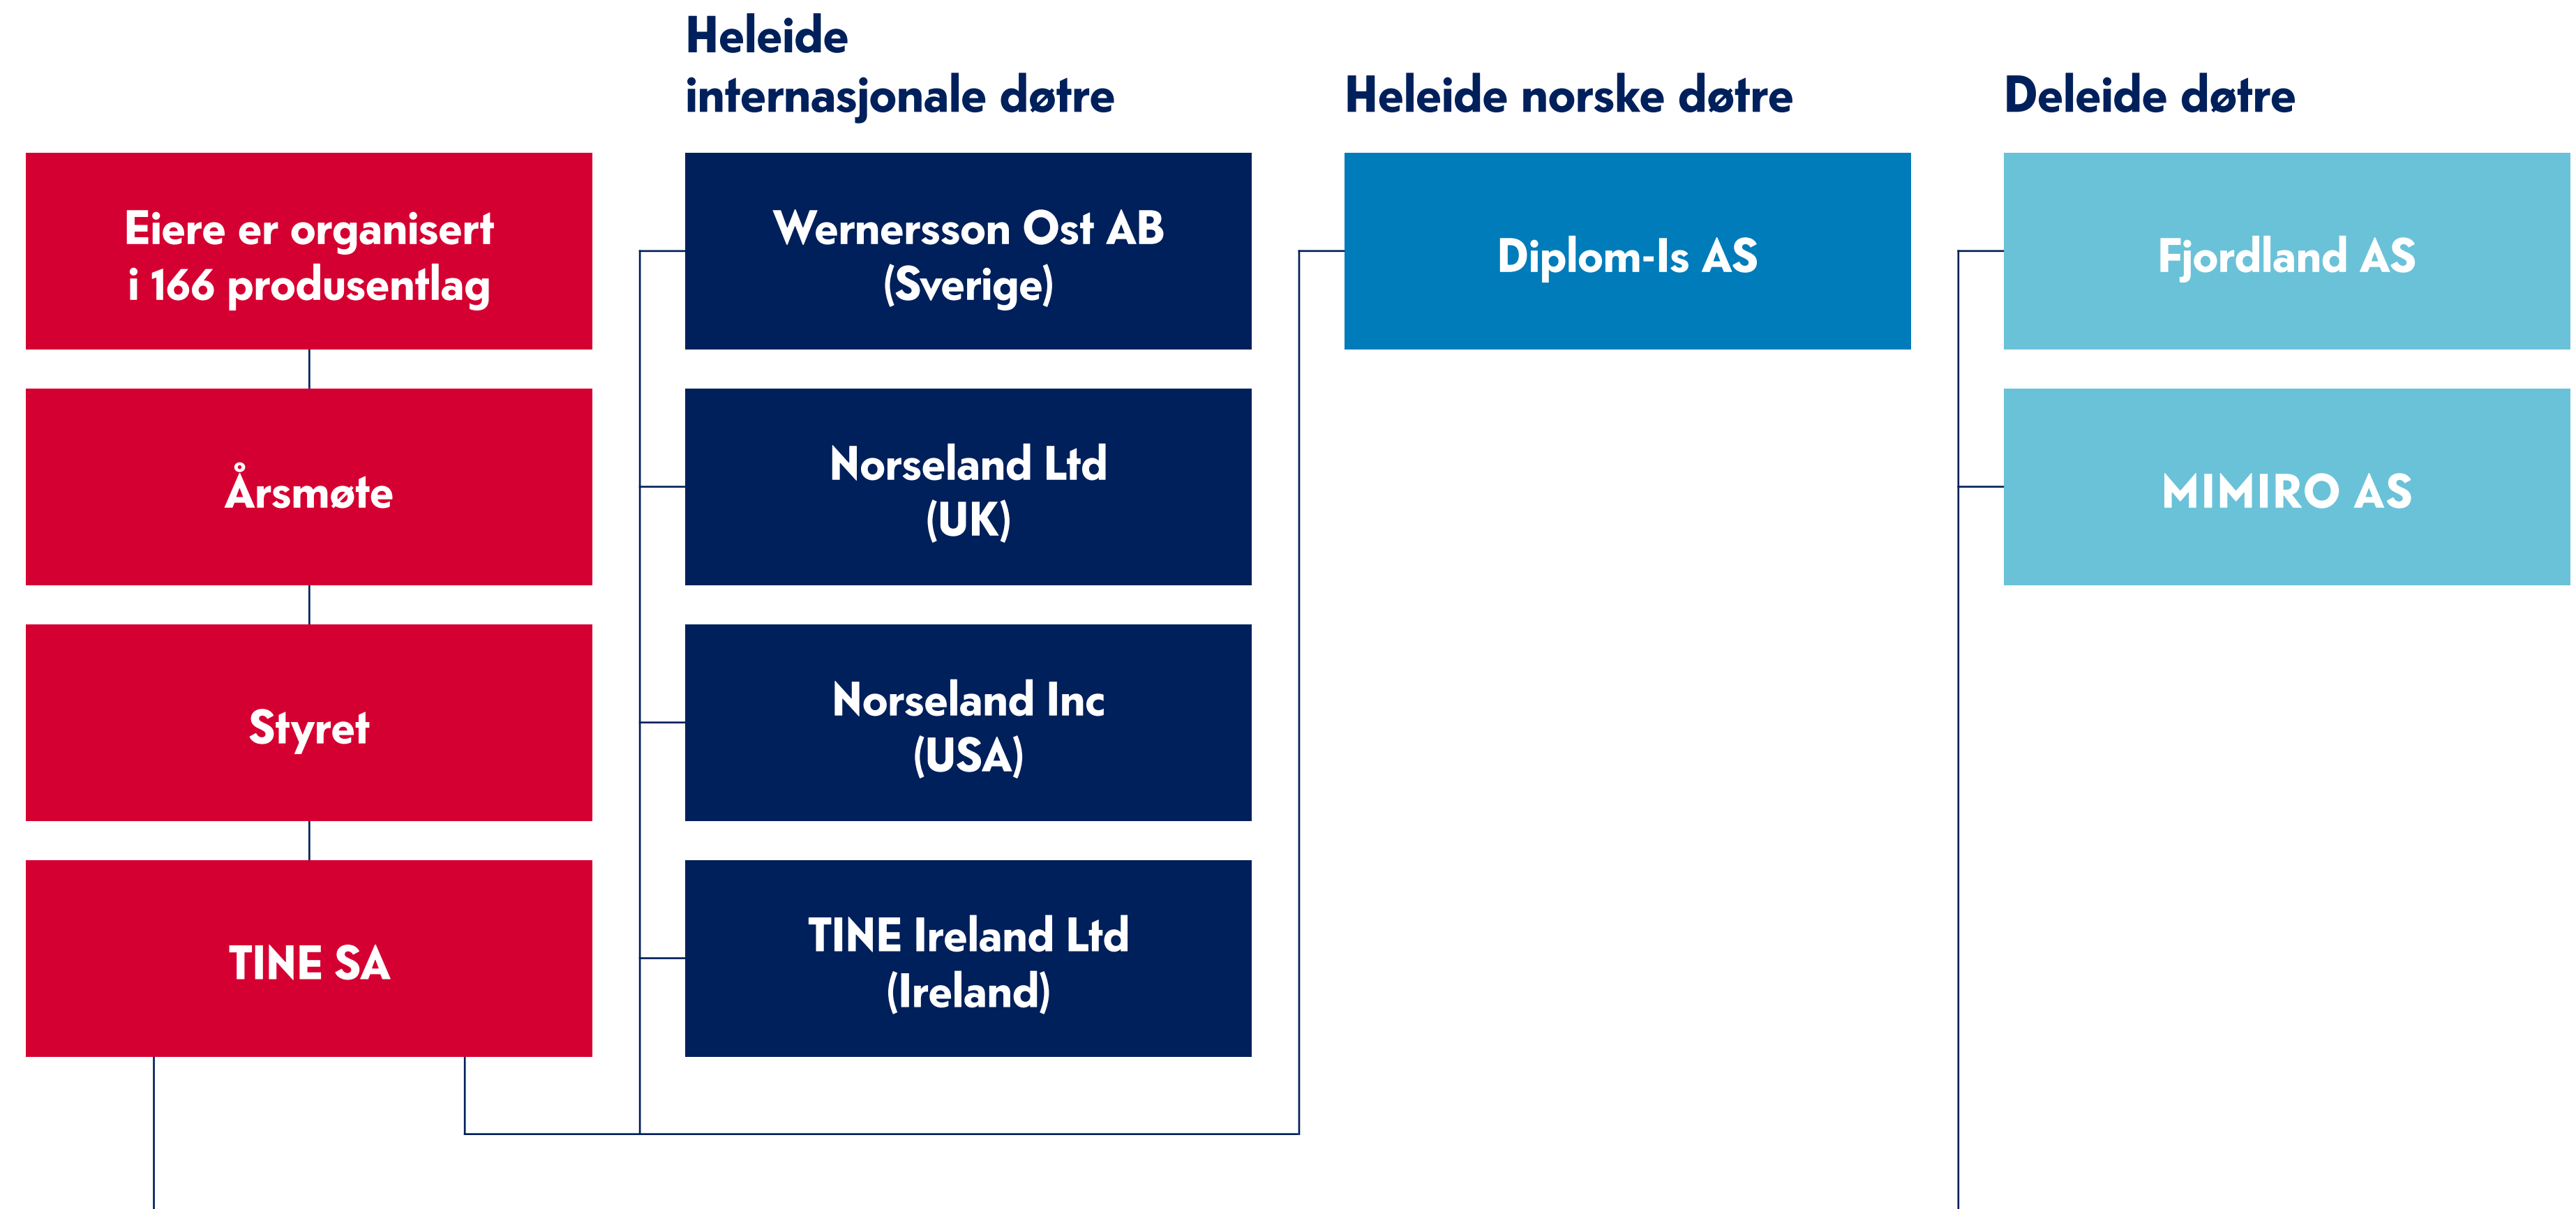 Eiere er organisert
i 166 produsentlag
Årsmøte
Styret
TINE SA
Heleide
internasjonale døtre
Wernersson Ost AB
(Sverige)
Norseland Ltd
(UK)
Norseland Inc
(USA)
TINE Ireland Ltd
(Ireland)
Heleide norske døtre
Diplom-Is AS
Deleide døtre
Fjordland AS
MIMIRO AS